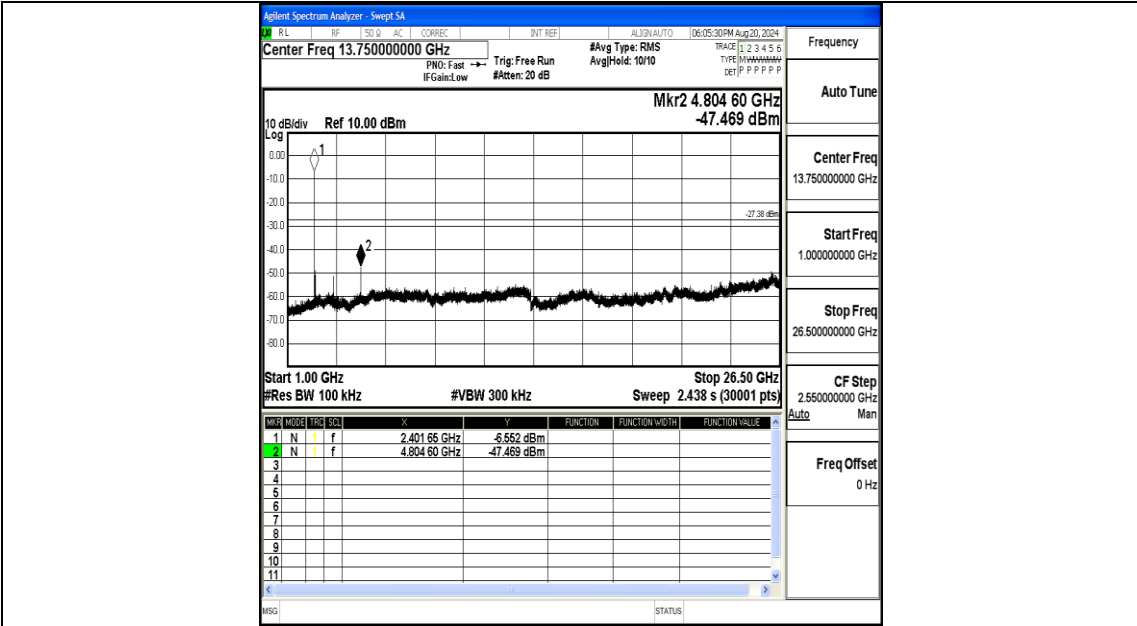 Agilent Spectrum Analyzer - Swept SA
RL RF 50 Ω AC CORREC INT REF ALIGN AUTO 06:05:30 PM Aug 20, 2024
Center Freq 13.750000000 GHz
PNO: Fast
IFGain:Low
Trig: Free Run
#Atten: 20 dB
#Avg Type: RMS
Avg|Hold: 10/10
TRACE 1 2 3 4 5 6
TYPE
DET P P P P P P
Mkr2 4.804 60 GHz
-47.469 dBm
10 dB/div Ref 10.00 dBm
Log
0.00
-10.0
-20.0
-30.0
-40.0
-50.0
-60.0
-70.0
-80.0
1
2
-27.38 dBm
Start 1.00 GHz Stop 26.50 GHz
#Res BW 100 kHz #VBW 300 kHz Sweep 2.438 s (30001 pts)
MKR MODE TRC SCL X Y FUNCTION FUNCTION WIDTH FUNCTION VALUE
1 N 1 f 2.401 65 GHz -6.552 dBm
2 N 1 f 4.804 60 GHz -47.469 dBm
3
4
5
6
7
8
9
10
11
MSG STATUS
Frequency
Auto Tune
Center Freq
13.750000000 GHz
Start Freq
1.000000000 GHz
Stop Freq
26.500000000 GHz
CF Step
2.550000000 GHz
Auto Man
Freq Offset
0 Hz